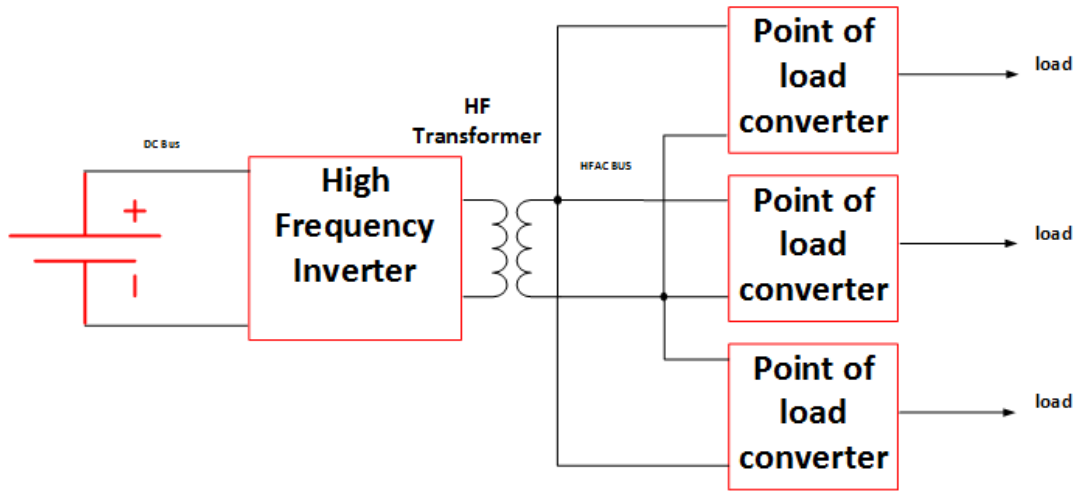 DC Bus
+
High
Frequency
Inverter
HF
Transformer
HFAC BUS
Point of
load
converter
load
Point of
load
converter
load
Point of
load
converter
load